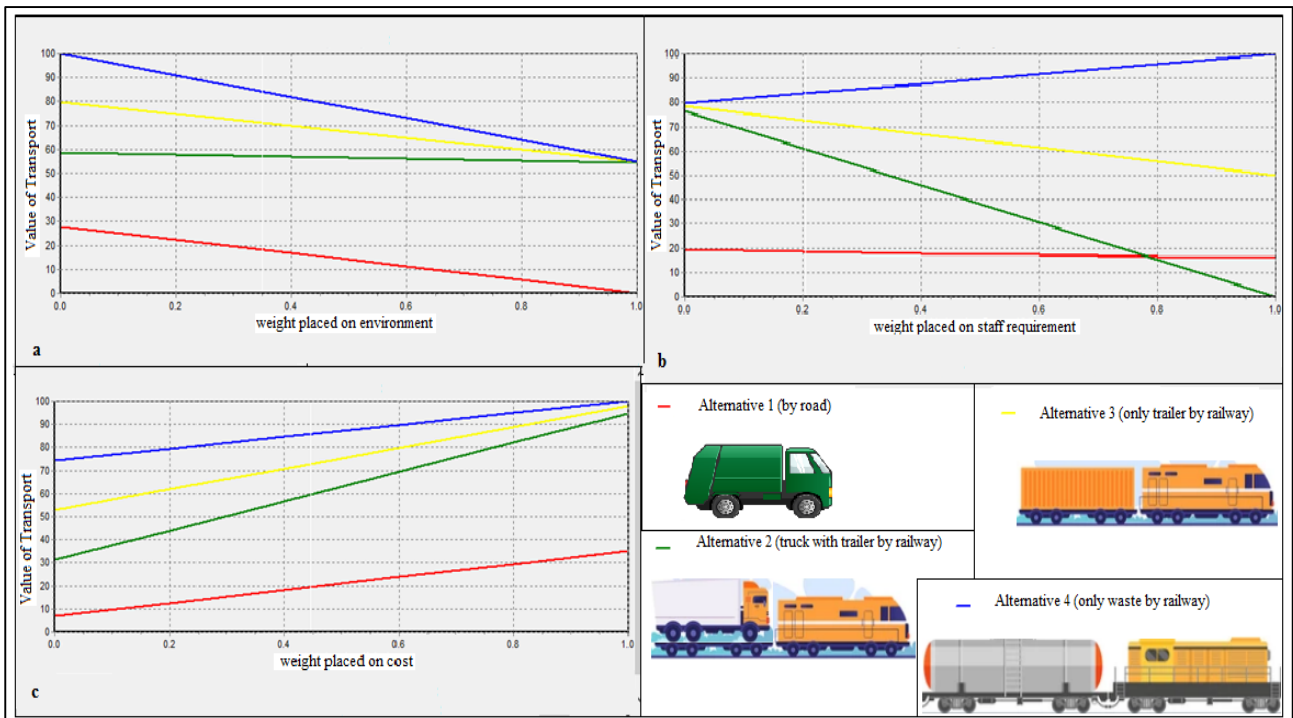 100
90
80
70
60
50
40
30
20
10
0
Value of Transport
0.0 0.2 0.4 0.6 0.8 1.0
weight placed on environment
a
100
90
80
70
60
50
40
30
20
10
0
Value of Transport
0.0 0.2 0.4 0.6 0.8 1.0
weight placed on staff requirement
b
100
90
80
70
60
50
40
30
20
10
0
Value of Transport
0.0 0.2 0.4 0.6 0.8 1.0
weight placed on cost
c
Alternative 1 (by road)
Alternative 3 (only trailer by railway)
Alternative 2 (truck with trailer by railway)
Alternative 4 (only waste by railway)